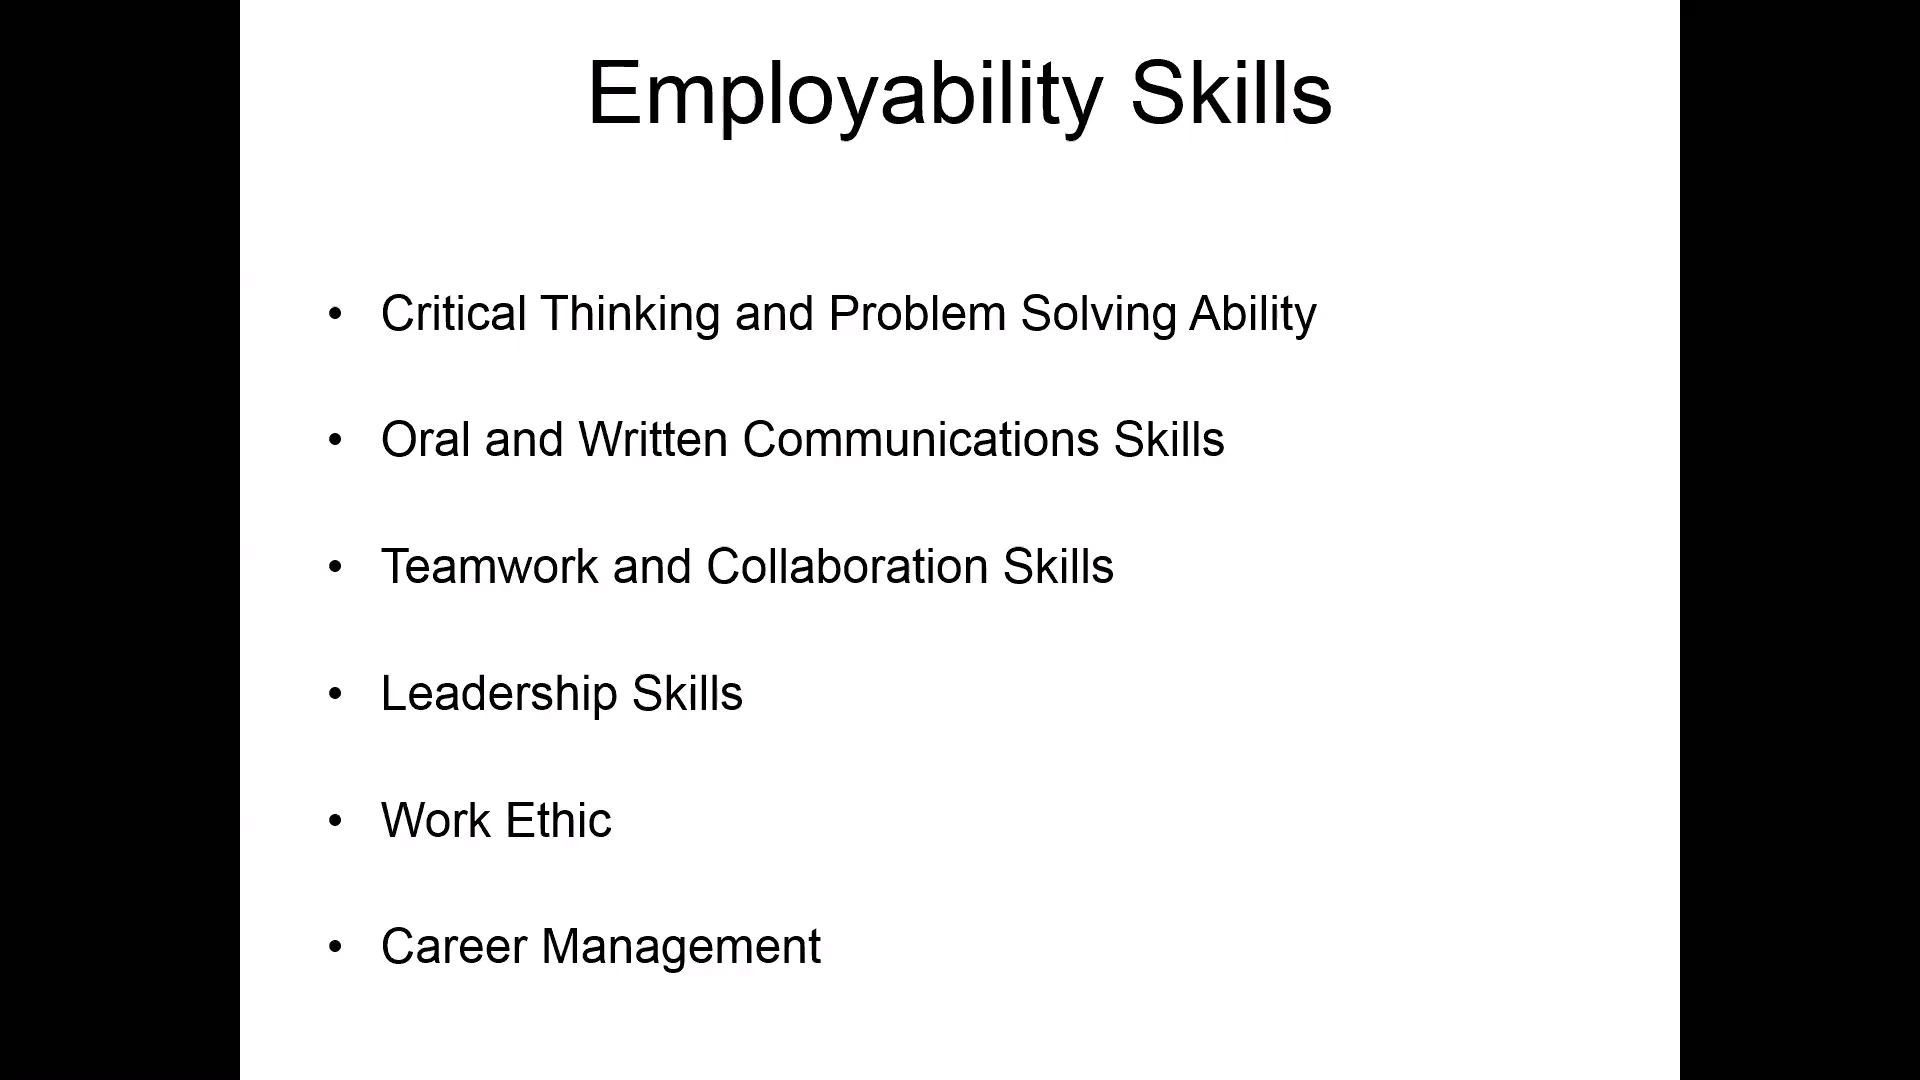 Employability Skills
• Critical Thinking and Problem Solving Ability
• Oral and Written Communications Skills
• Teamwork and Collaboration Skills
• Leadership Skills
• Work Ethic
• Career Management